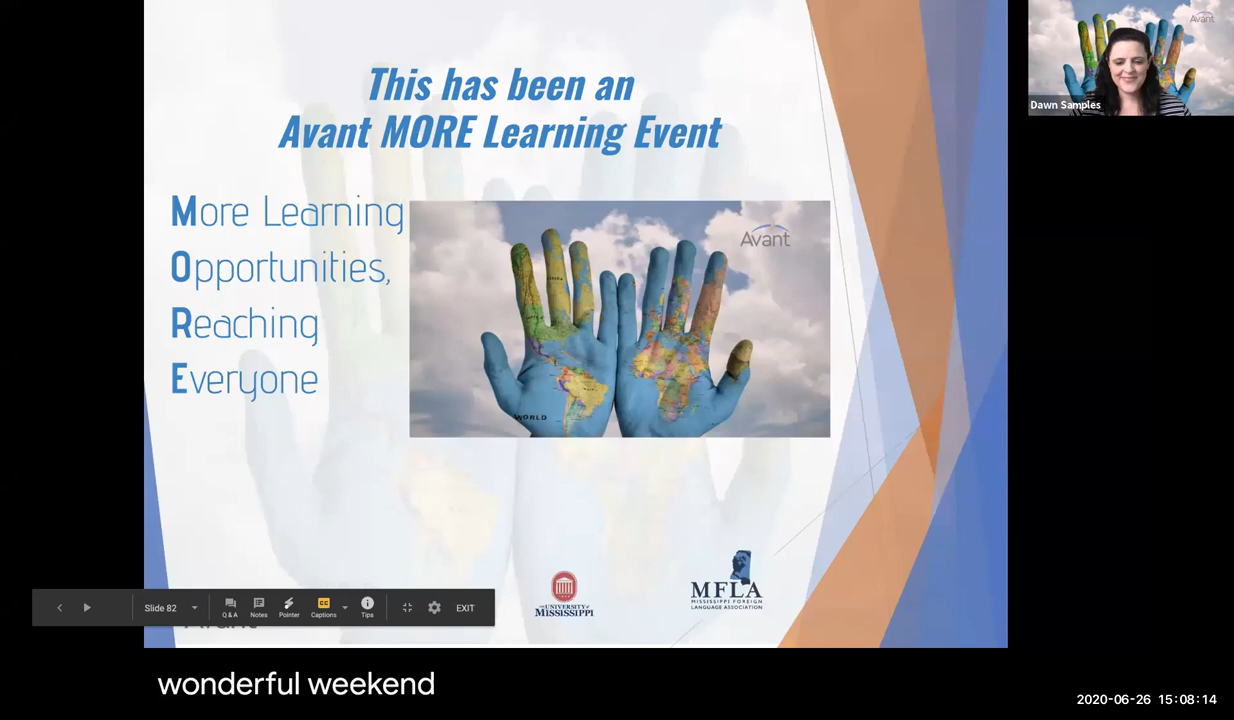 This has been an
Avant MORE Learning Event
More Learning
Opportunities,
Reaching
Everyone
Avant
WORLD
Avant
Dawn Samples
THE UNIVERSITY of
MISSISSIPPI
MFLA
MISSISSIPPI FOREIGN
LANGUAGE ASSOCIATION
Slide 82
Q & A
Notes
Pointer
CC
Captions
Tips
EXIT
wonderful weekend
2020-06-26 15:08:14